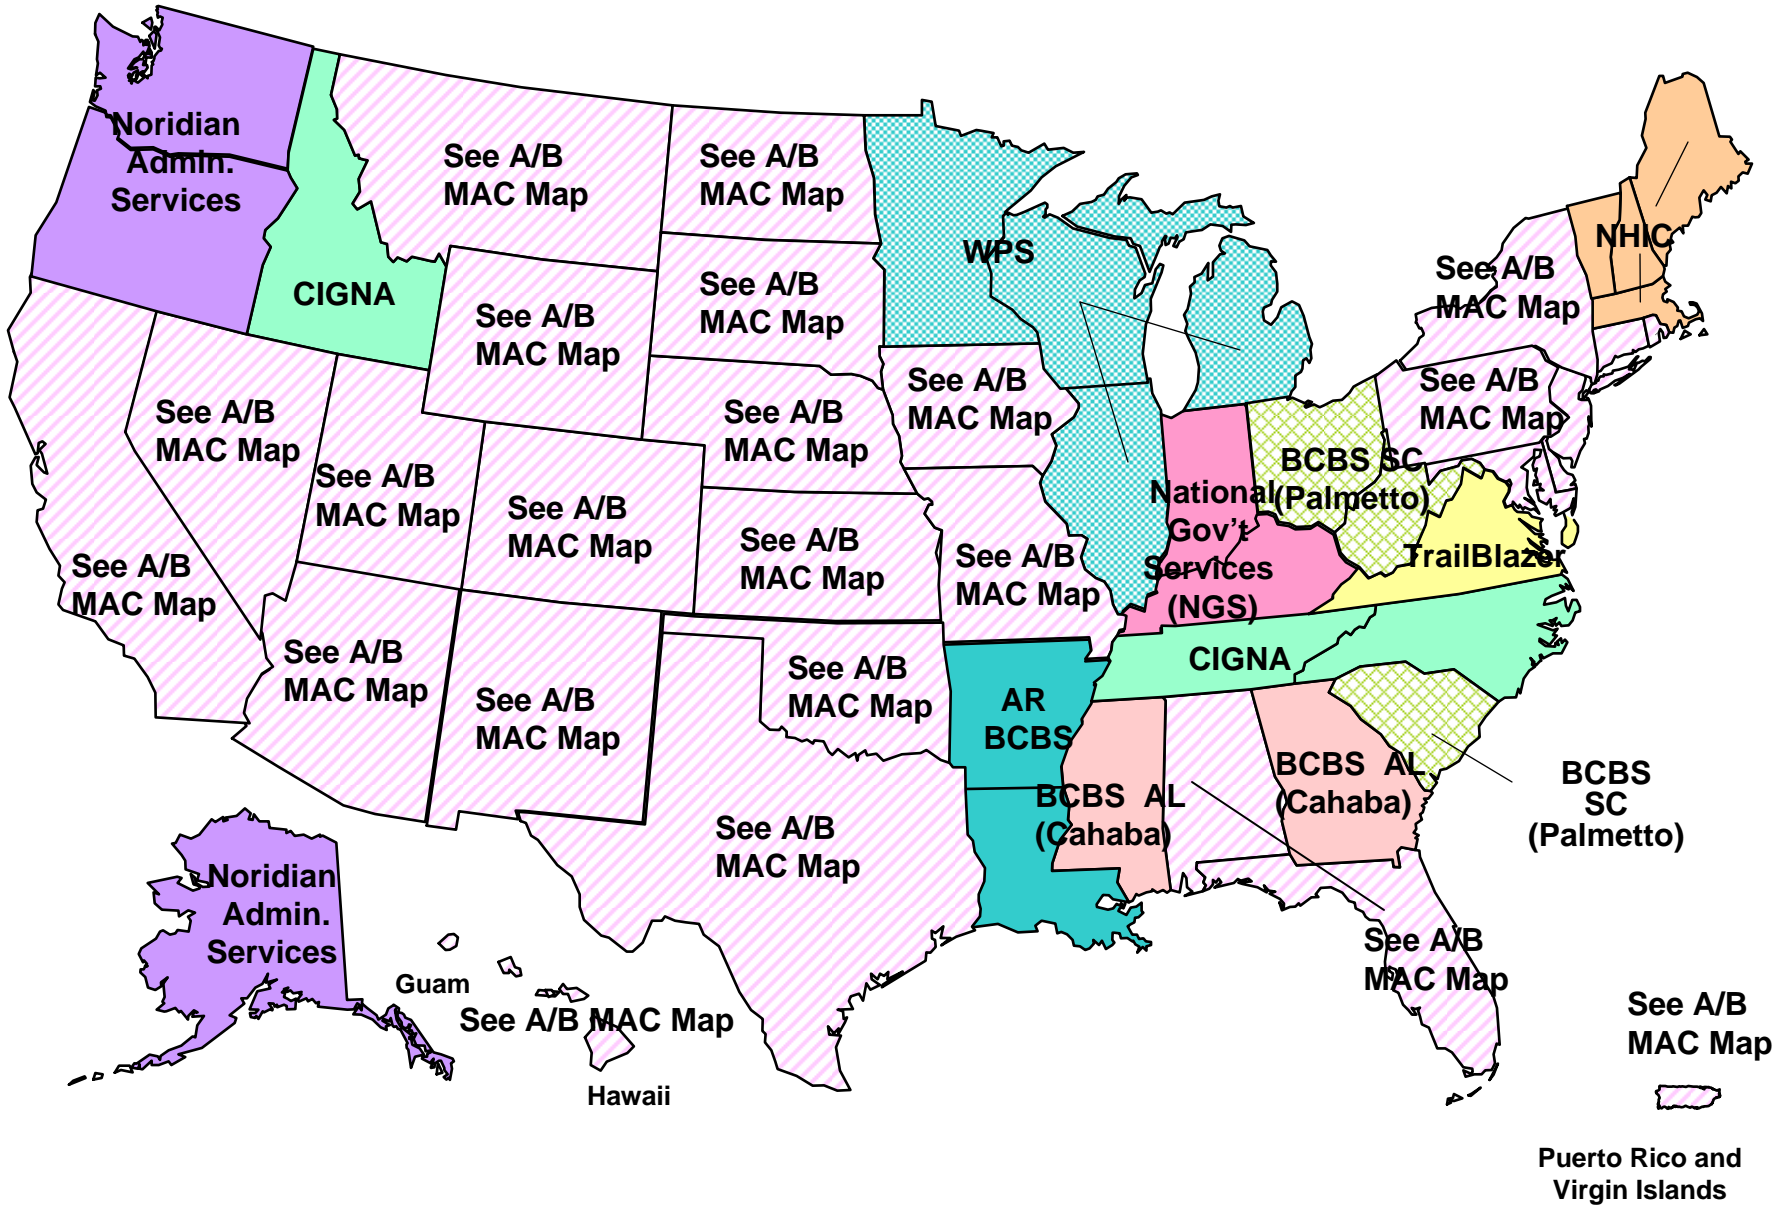 Noridian
Admin.
Services
See A/B
MAC Map
See A/B
MAC Map
WPS
NHIC
See A/B
MAC Map
CIGNA
See A/B
MAC Map
See A/B
MAC Map
See A/B
MAC Map
See A/B
MAC Map
See A/B
MAC Map
See A/B
MAC Map
See A/B
MAC Map
BCBS SC
(Palmetto)
National
Gov't
Services
(NGS)
See A/B
MAC Map
See A/B
MAC Map
See A/B
MAC Map
See A/B
MAC Map
See A/B
MAC Map
TrailBlazer
CIGNA
See A/B
MAC Map
See A/B
MAC Map
See A/B
MAC Map
AR
BCBS
BCBS AL
(Cahaba)
BCBS AL
(Cahaba)
BCBS
SC
(Palmetto)
See A/B
MAC Map
Noridian
Admin.
Services
See A/B
MAC Map
Guam
See A/B MAC Map
Hawaii
See A/B
MAC Map
Puerto Rico and
Virgin Islands